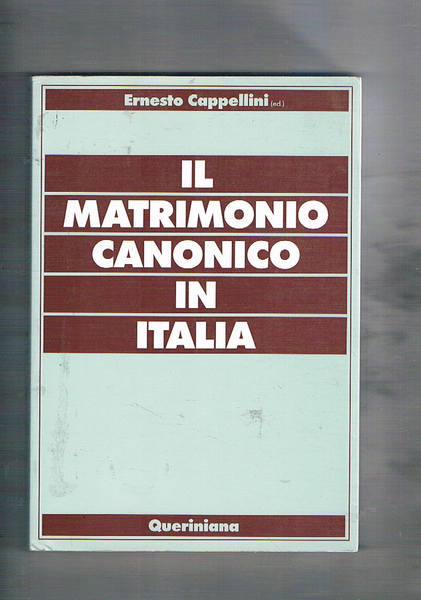 Ernesto Cappellini (ed.)
IL
MATRIMONIO
CANONICO
IN
ITALIA
Queriniana